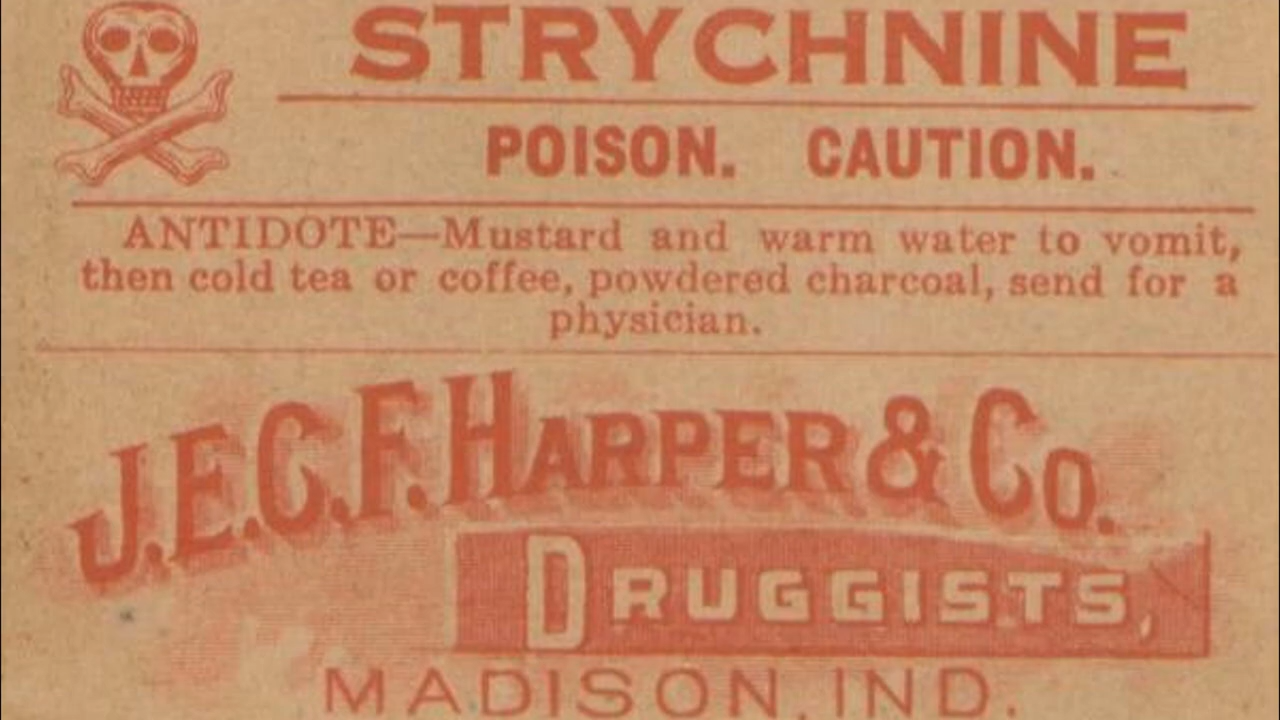 STRYCHNINE
POISON. CAUTION.
ANTIDOTE—Mustard and warm water to vomit,
then cold tea or coffee, powdered charcoal, send for a
physician.
J.E.C.F. HARPER & CO.
DRUGGISTS,
MADISON, IND.